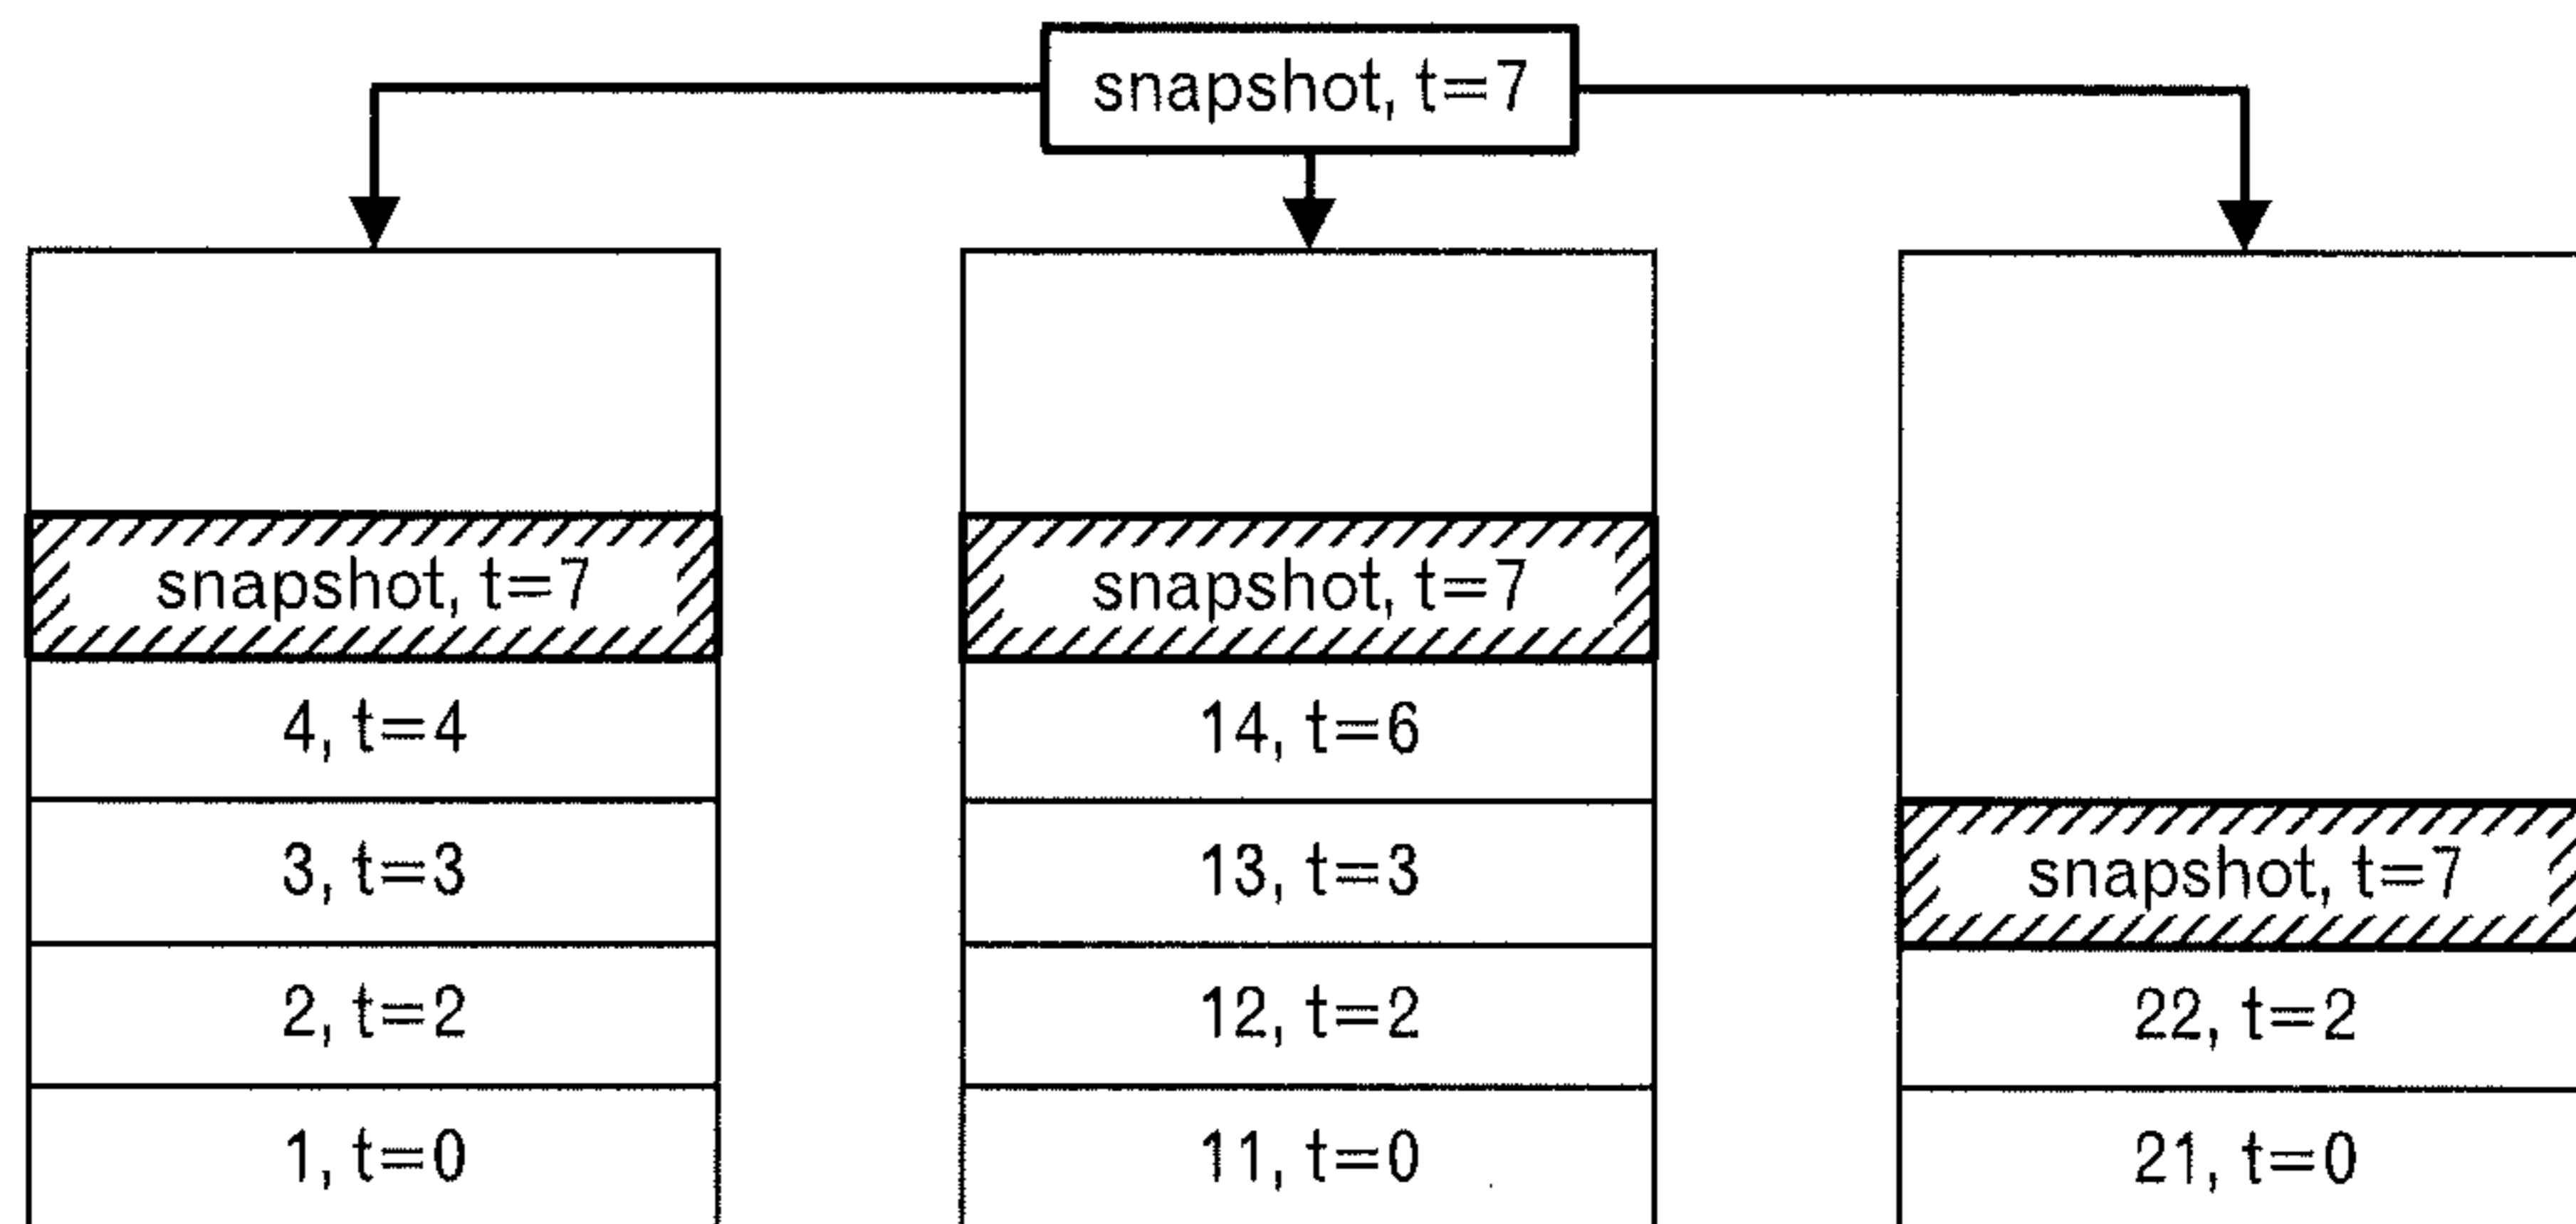 snapshot, t=7
snapshot, t=7
4, t=4
3, t=3
2, t=2
1, t=0
snapshot, t=7
14, t=6
13, t=3
12, t=2
11, t=0
snapshot, t=7
22, t=2
21, t=0